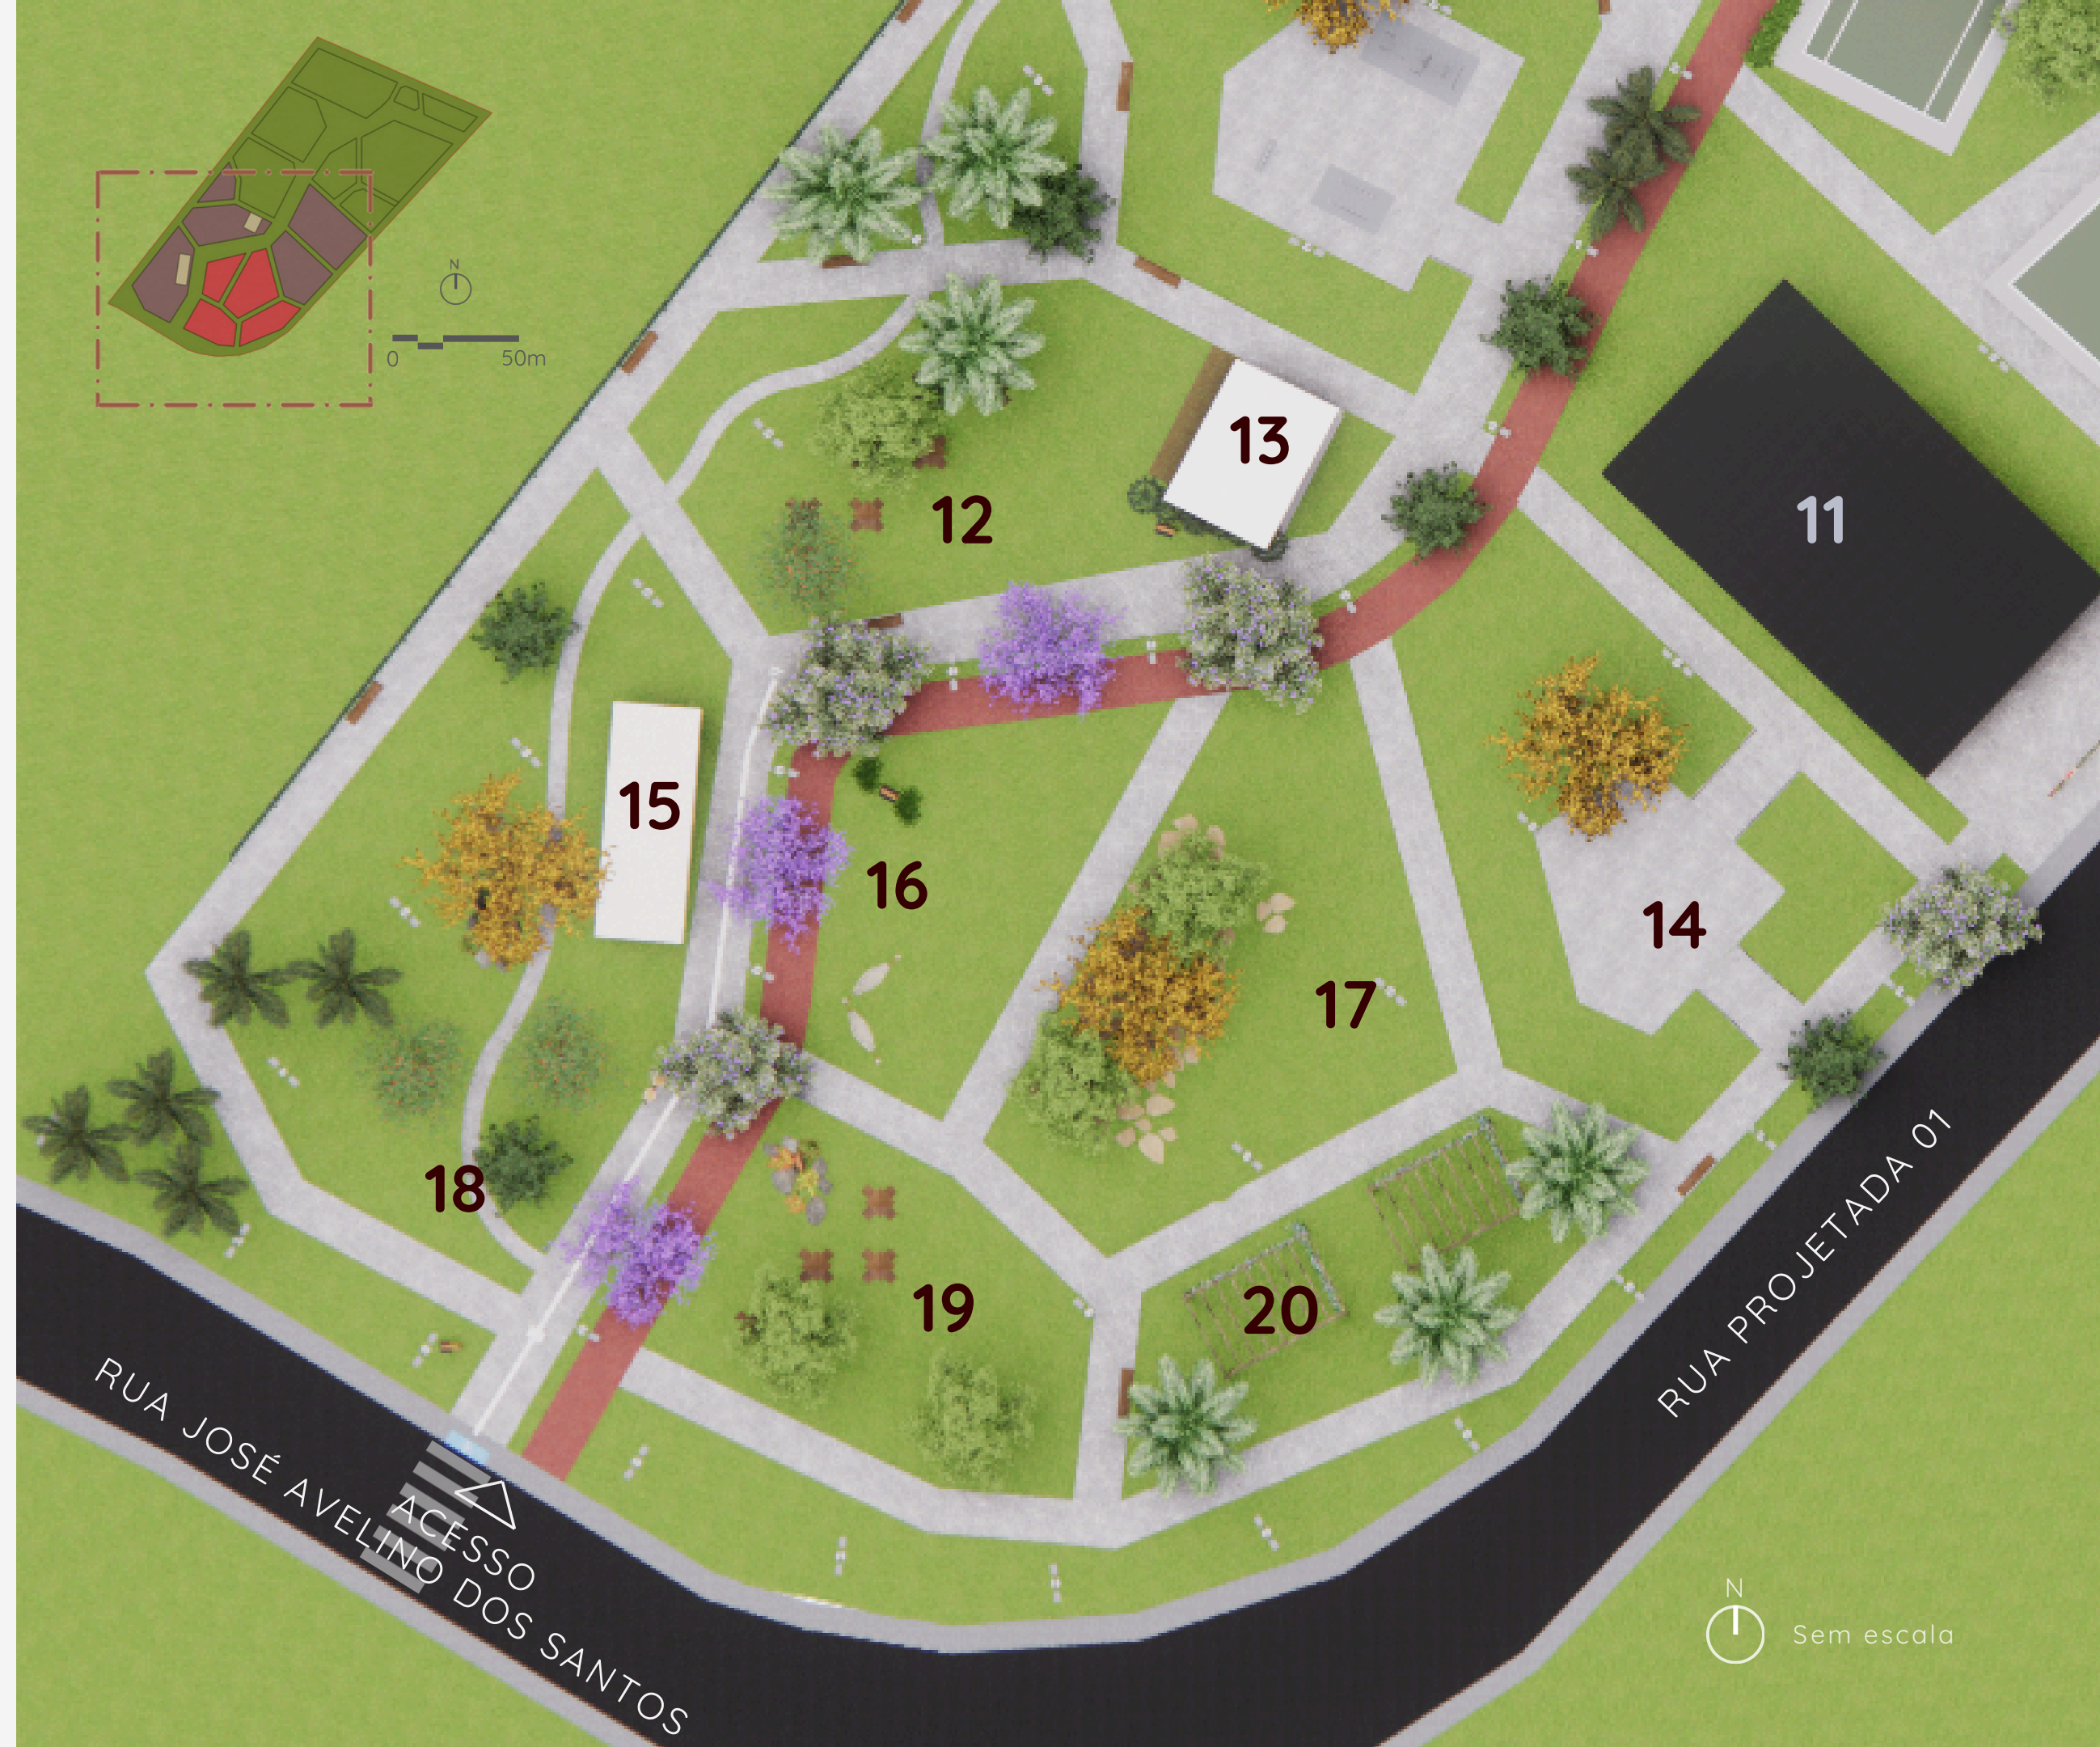 N
0
50m
13
12
11
15
16
14
17
18
19
20
RUA PROJETADA 01
RUA JOSÉ AVELINO DOS SANTOS
ACESSO
N
Sem escala